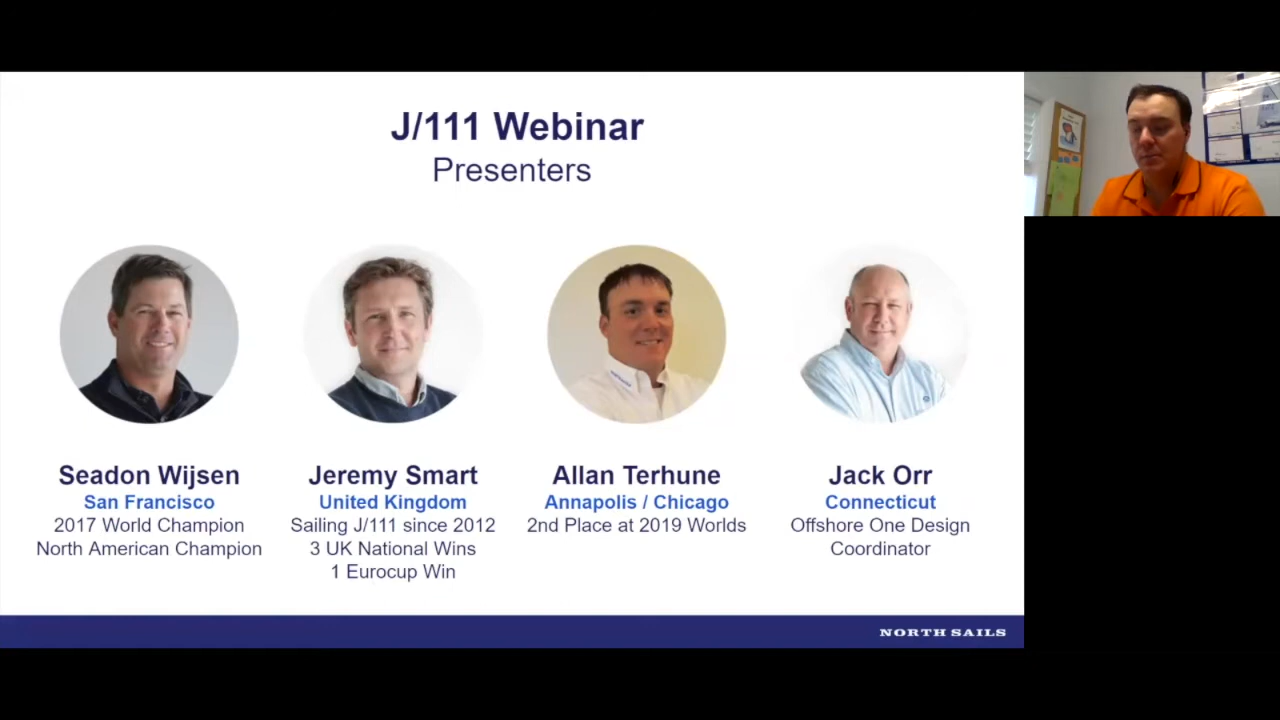 J/111 Webinar
Presenters
Seadon Wijsen
San Francisco
2017 World Champion
North American Champion
Jeremy Smart
United Kingdom
Sailing J/111 since 2012
3 UK National Wins
1 Eurocup Win
Allan Terhune
Annapolis / Chicago
2nd Place at 2019 Worlds
Jack Orr
Connecticut
Offshore One Design
Coordinator
NORTH SAILS